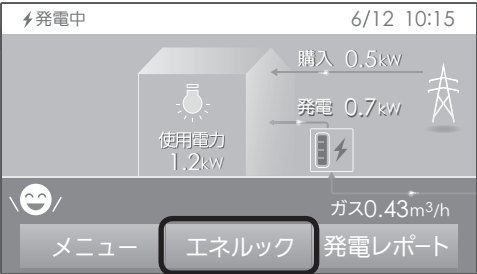 発電中 6/12 10:15
購入 0.5kW
発電 0.7kW
使用電力
1.2kW
ガス0.43m³/h
メニュー エネルック 発電レポート